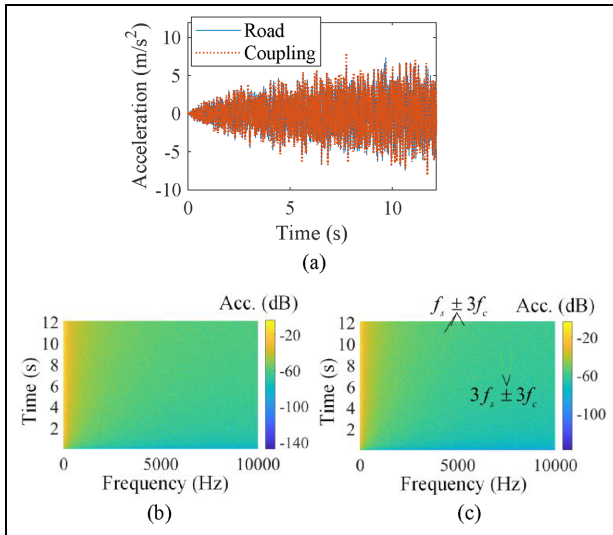 10
5
0
-5
-10
Acceleration (m/s²)
Road
Coupling
0 5 10
Time (s)
(a)
Acc. (dB)
12
10
8
6
4
2
Time (s)
-20
-60
-100
-140
0 5000 10000
Frequency (Hz)
(b)
fs ± 3fc
Acc. (dB)
12
10
8
6
4
2
Time (s)
3fs ± 3fc
-20
-60
-100
0 5000 10000
Frequency (Hz)
(c)